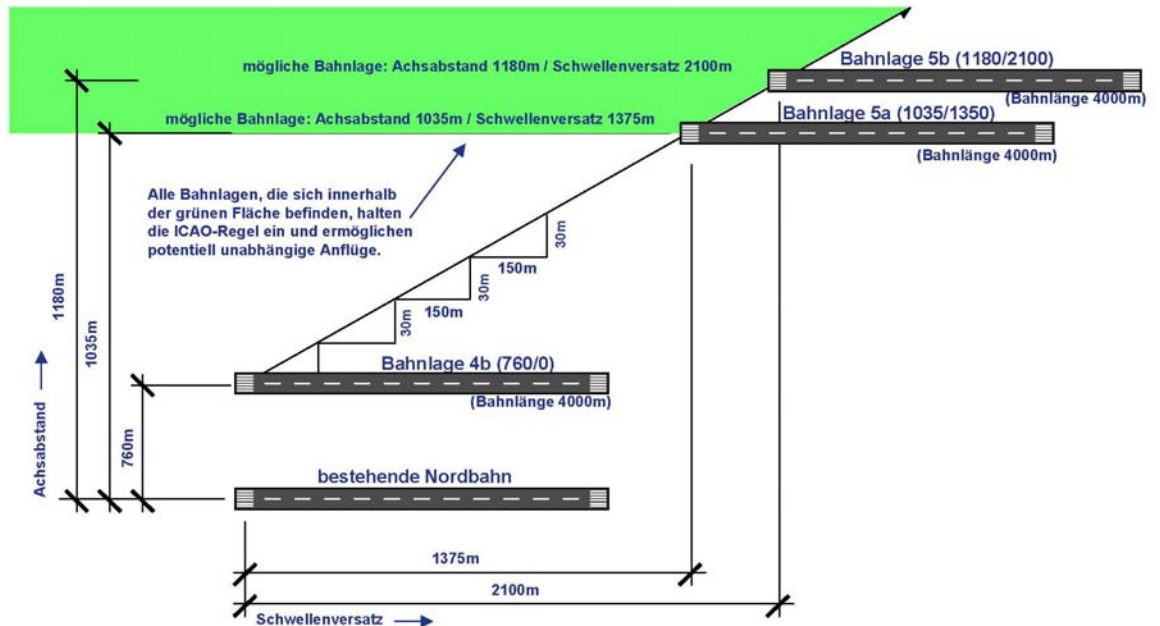 mögliche Bahnlage: Achsabstand 1180m / Schwellenversatz 2100m
Bahnlage 5b (1180/2100)
(Bahnlänge 4000m)
mögliche Bahnlage: Achsabstand 1035m / Schwellenversatz 1375m
Bahnlage 5a (1035/1350)
(Bahnlänge 4000m)
Alle Bahnlagen, die sich innerhalb
der grünen Fläche befinden, halten
die ICAO-Regel ein und ermöglichen
potentiell unabhängige Anflüge.
30m
150m
30m
150m
30m
1180m
1035m
760m
Achsabstand
Bahnlage 4b (760/0)
(Bahnlänge 4000m)
bestehende Nordbahn
1375m
2100m
Schwellenversatz